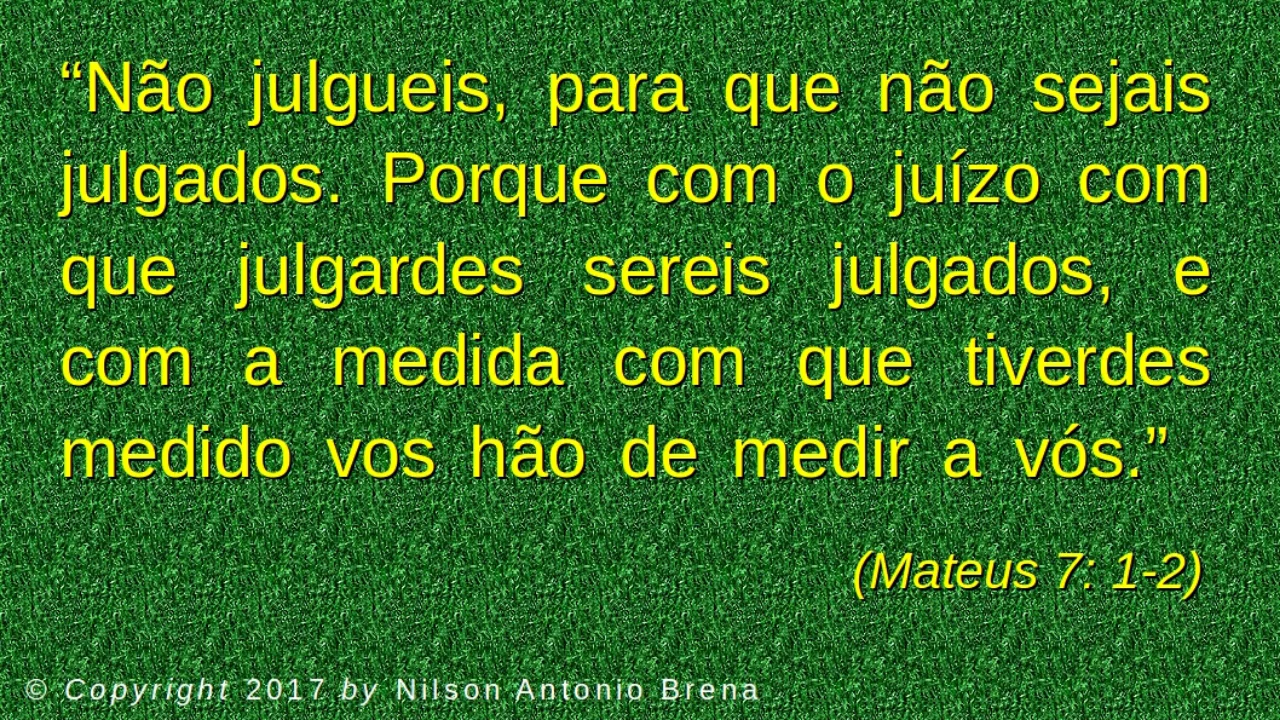 “Não julgueis, para que não sejais
julgados. Porque com o juízo com
que julgardes sereis julgados, e
com a medida com que tiverdes
medido vos hão de medir a vós.”
(Mateus 7: 1-2)
© Copyright 2017 by Nilson Antonio Brena